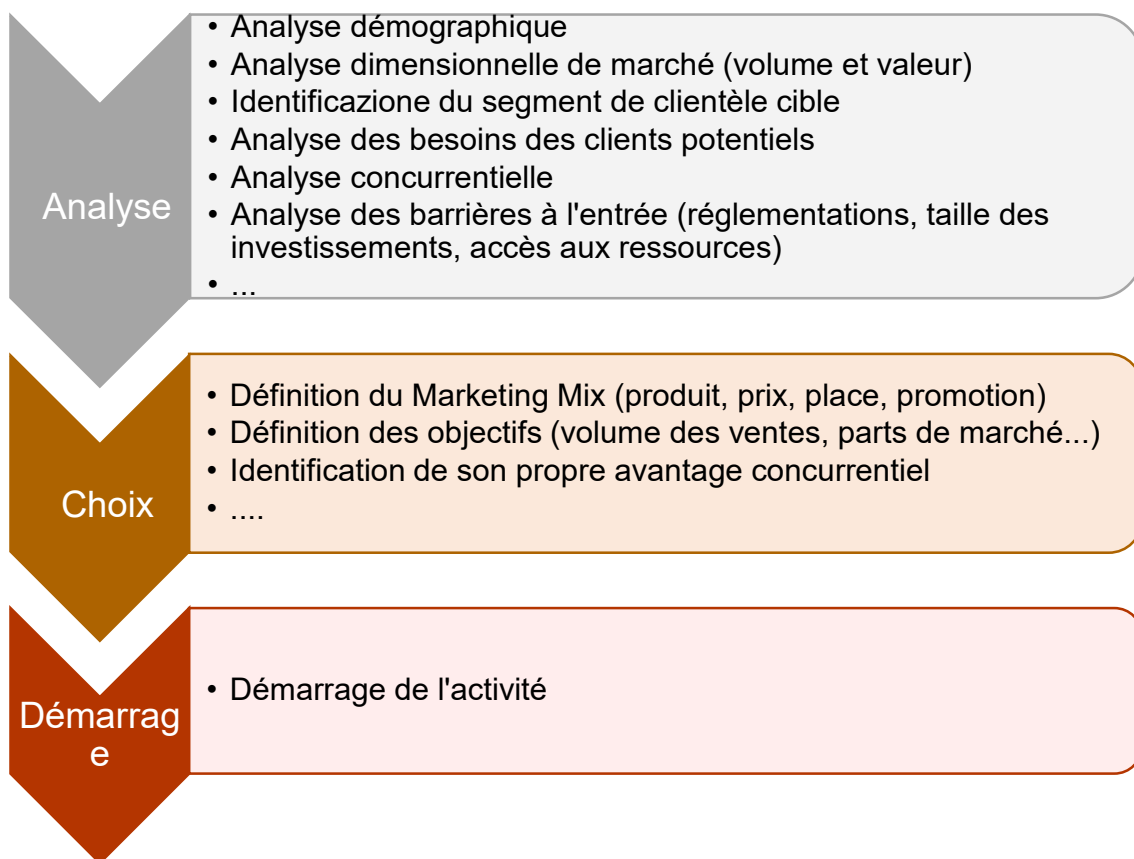 Analyse
• Analyse démographique
• Analyse dimensionnelle de marché (volume et valeur)
• Identificazione du segment de clientèle cible
• Analyse des besoins des clients potentiels
• Analyse concurrentielle
• Analyse des barrières à l'entrée (réglementations, taille des
investissements, accès aux ressources)
• ...
Choix
• Définition du Marketing Mix (produit, prix, place, promotion)
• Définition des objectifs (volume des ventes, parts de marché...)
• Identification de son propre avantage concurrentiel
• ....
Démarrag
e
• Démarrage de l'activité